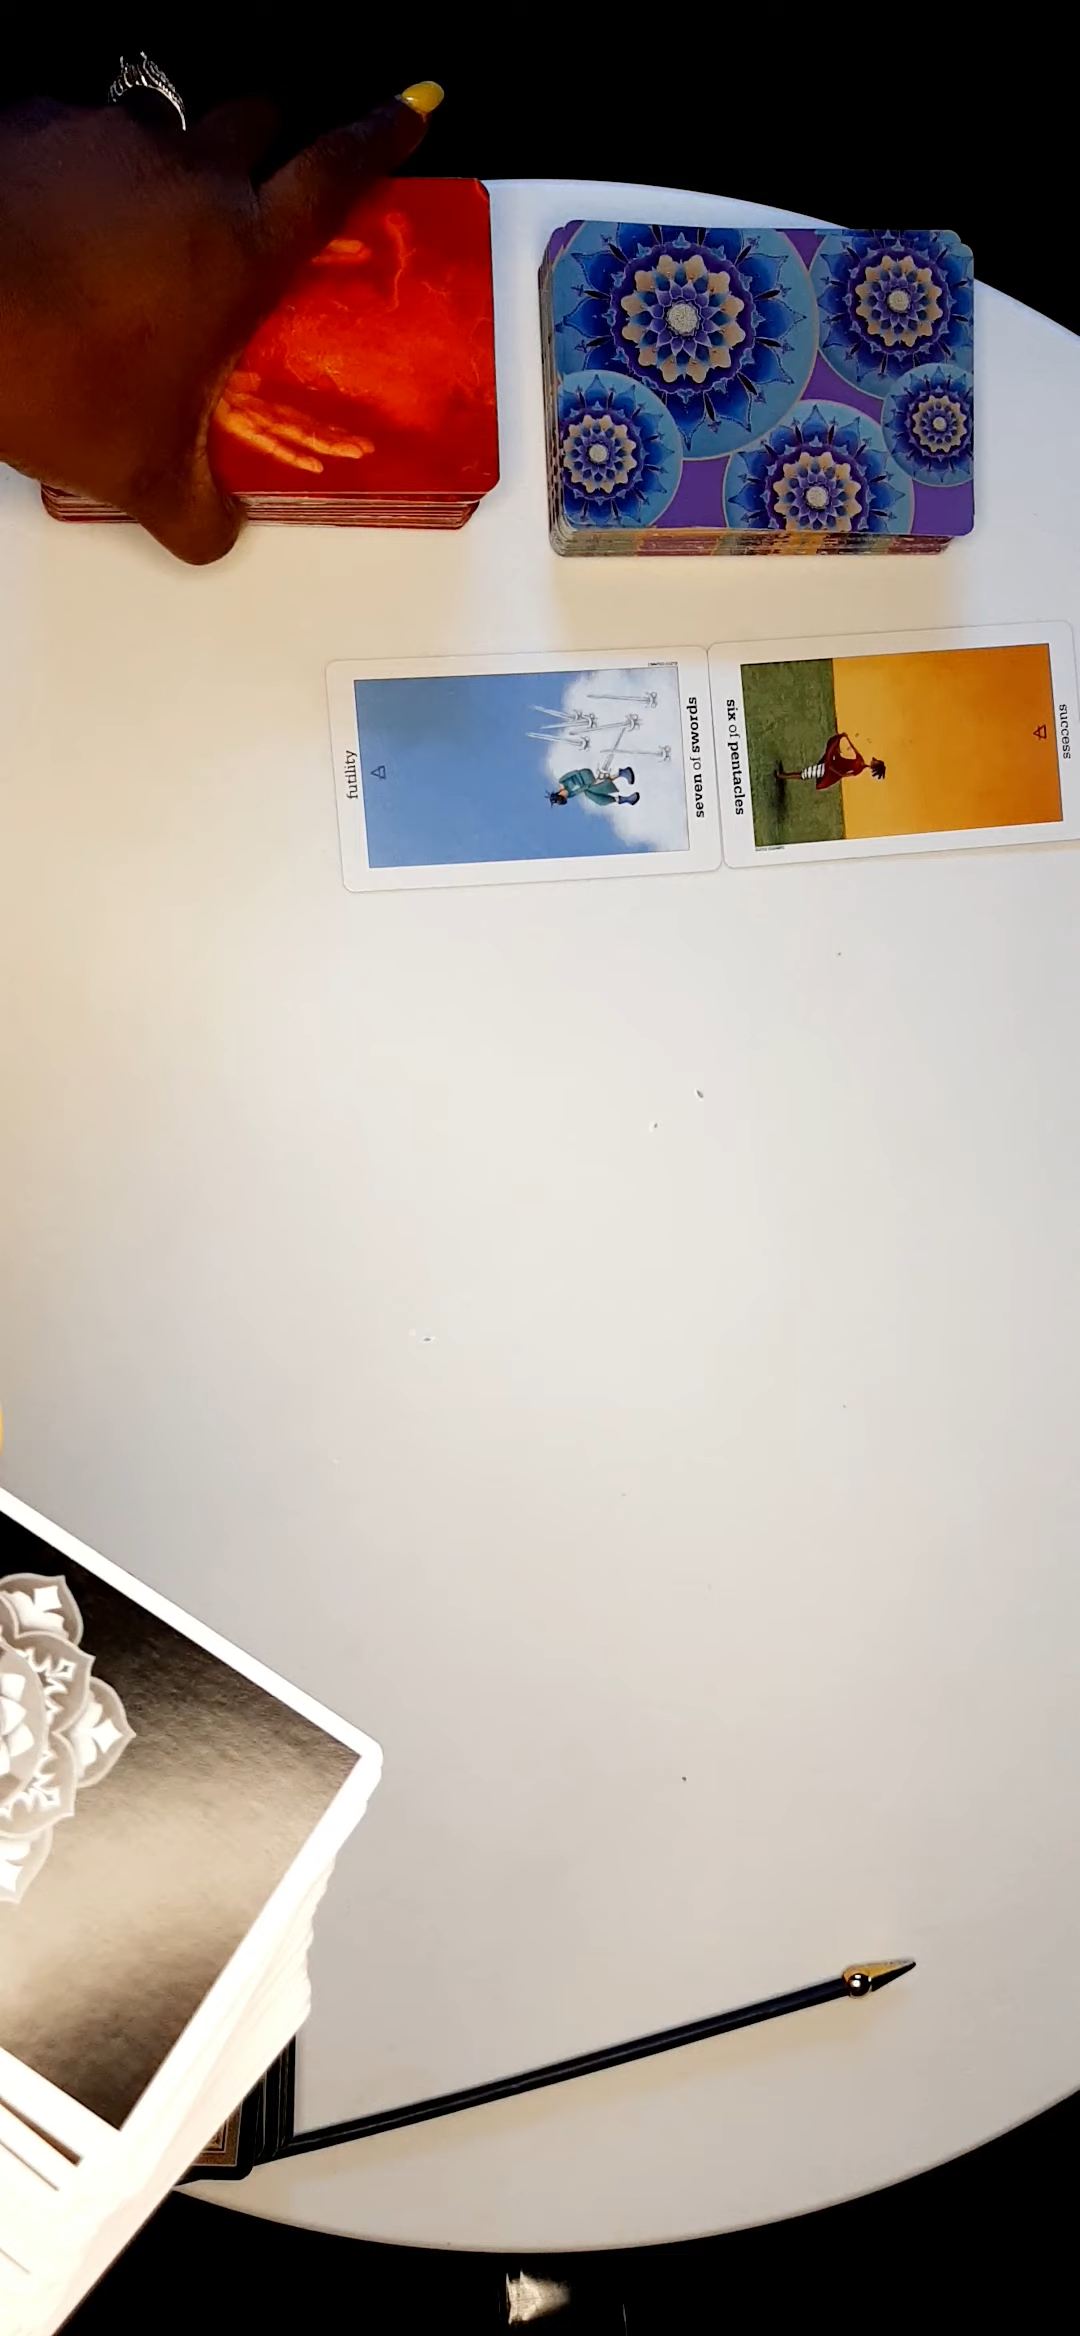 futility
seven of swords
six of pentacles
success